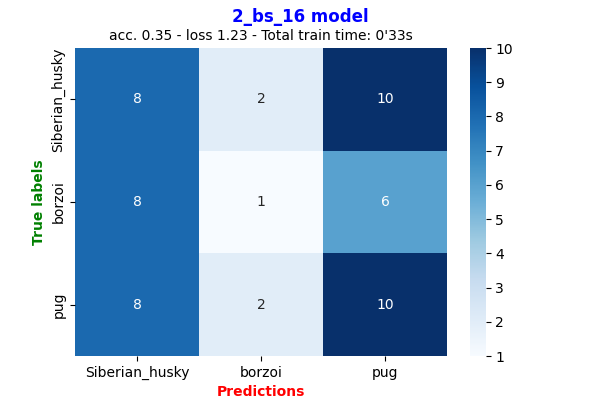 2_bs_16 model
acc. 0.35 - loss 1.23 - Total train time: 0'33s
True labels
Siberian_husky
8 2 10
borzoi
8 1 6
pug
8 2 10
Siberian_husky borzoi pug
Predictions
10
9
8
7
6
5
4
3
2
1